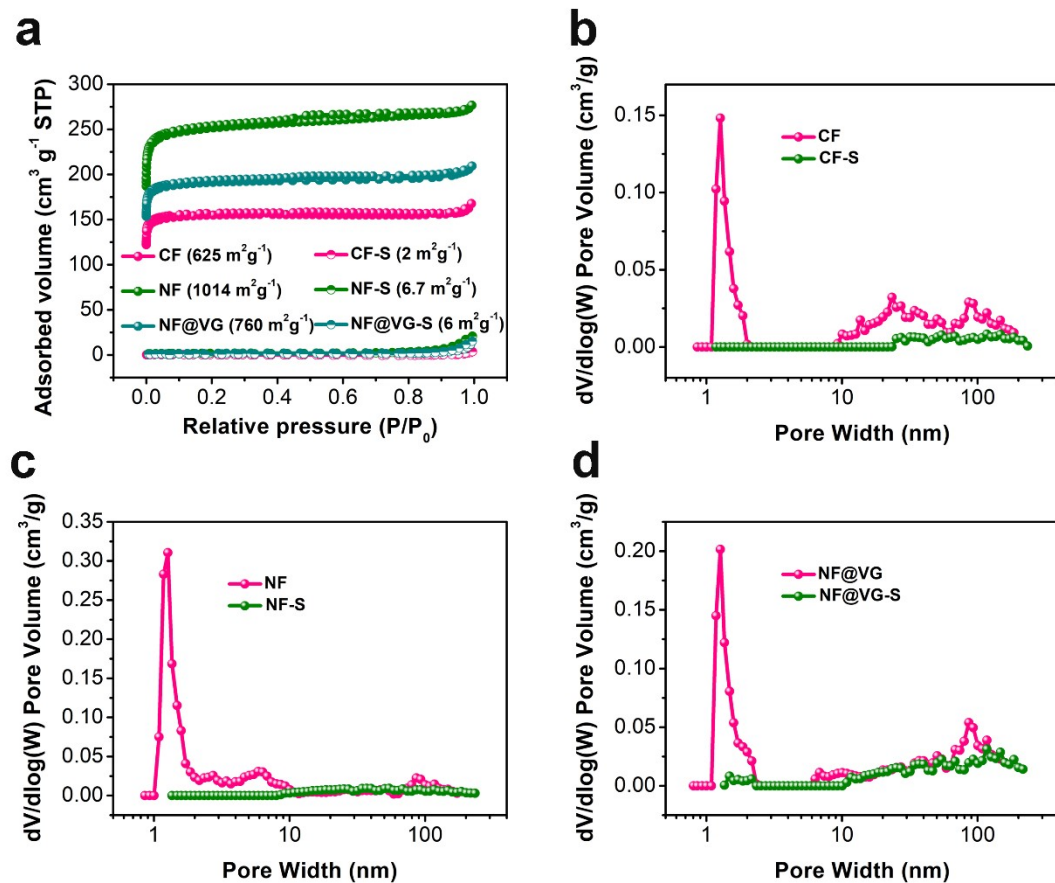 a
Adsorbed volume (cm³ g⁻¹ STP)
300
250
200
150
100
50
0
CF (625 m²g⁻¹)
CF-S (2 m²g⁻¹)
NF (1014 m²g⁻¹)
NF-S (6.7 m²g⁻¹)
NF@VG (760 m²g⁻¹)
NF@VG-S (6 m²g⁻¹)
0.0 0.2 0.4 0.6 0.8 1.0
Relative pressure (P/P₀)
b
dV/dlog(W) Pore Volume (cm³/g)
0.15
0.10
0.05
0.00
CF
CF-S
1 10 100
Pore Width (nm)
c
dV/dlog(W) Pore Volume (cm³/g)
0.35
0.30
0.25
0.20
0.15
0.10
0.05
0.00
NF
NF-S
1 10 100
Pore Width (nm)
d
dV/dlog(W) Pore Volume (cm³/g)
0.20
0.15
0.10
0.05
0.00
NF@VG
NF@VG-S
1 10 100
Pore Width (nm)